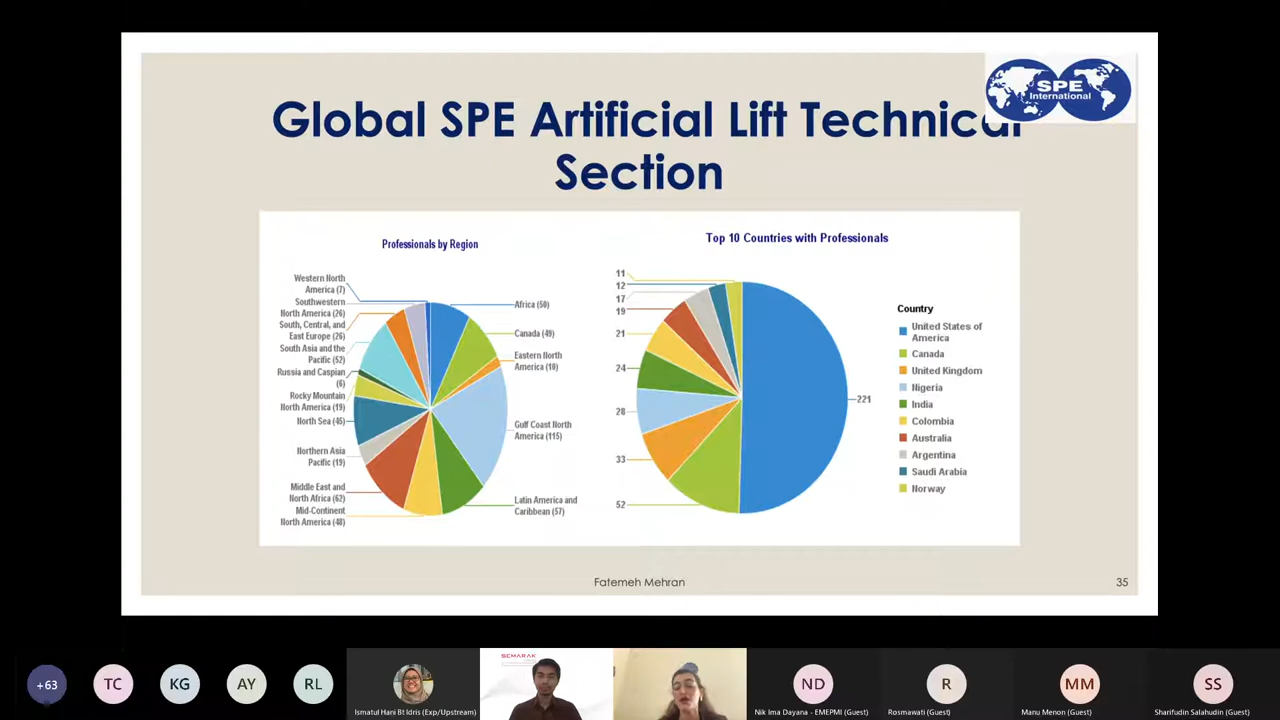 Global SPE Artificial Lift Technical
Section
SPE
International
Professionals by Region
Western North
America (7)
Southwestern
North America (26)
South, Central, and
East Europe (26)
South Asia and the
Pacific (52)
Russia and Caspian
(6)
Rocky Mountain
North America (19)
North Sea (45)
Northern Asia
Pacific (19)
Middle East and
North Africa (62)
Mid-Continent
North America (48)
Africa (50)
Canada (49)
Eastern North
America (10)
Gulf Coast North
America (115)
Latin America and
Caribbean (57)
Top 10 Countries with Professionals
11
12
17
19
21
24
28
33
52
221
Country
United States of
America
Canada
United Kingdom
Nigeria
India
Colombia
Australia
Argentina
Saudi Arabia
Norway
Fatemeh Mehran
35
+63
TC
KG
AY
RL
Ismatul Hani Bt Idris (Exp/Upstream)
SEMARAK
ND
Nik Ima Dayana - EMEPMI (Guest)
R
Rosmawati (Guest)
MM
Manu Menon (Guest)
SS
Sharifudin Salahudin (Guest)